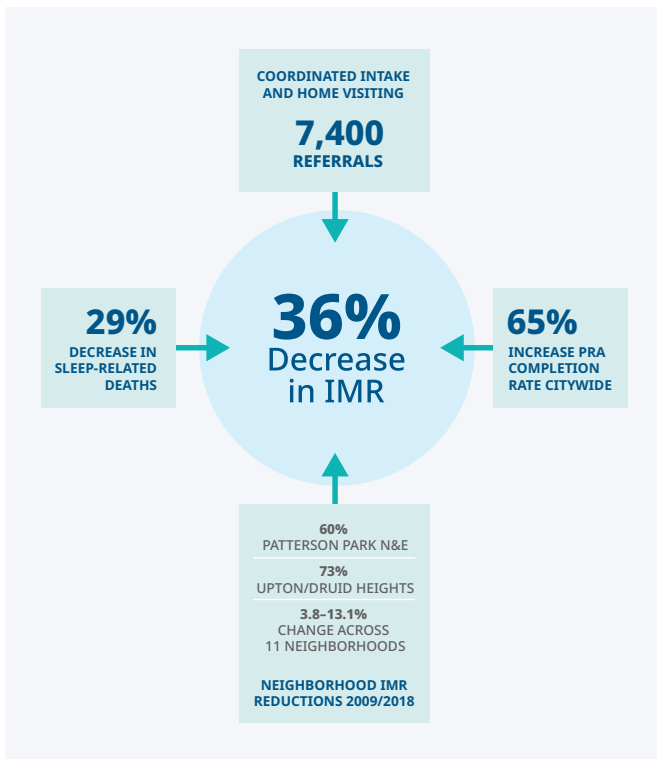 COORDINATED INTAKE
AND HOME VISITING
7,400
REFERRALS
29%
DECREASE IN
SLEEP-RELATED
DEATHS
36%
Decrease
in IMR
65%
INCREASE PRA
COMPLETION
RATE CITYWIDE
60%
PATTERSON PARK N&E
73%
UPTON/DRUID HEIGHTS
3.8–13.1%
CHANGE ACROSS
11 NEIGHBORHOODS
NEIGHBORHOOD IMR
REDUCTIONS 2009/2018